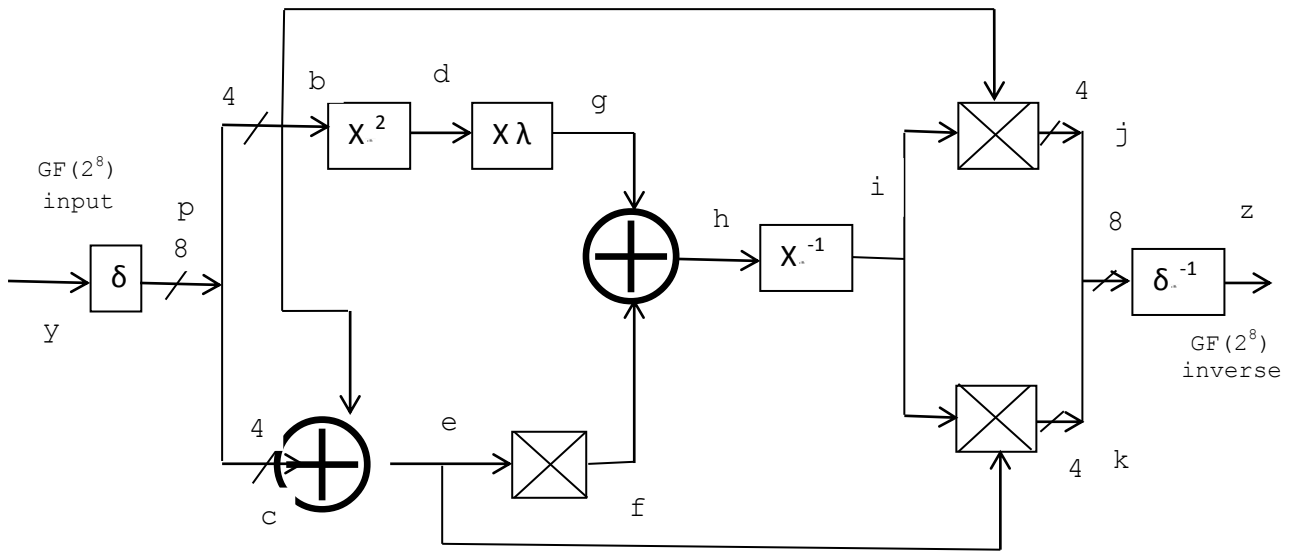 b
d
g
4
X²
Xλ
4
j
GF(2⁸)
input
p
8
i
h
X⁻¹
8
z
δ
δ⁻¹
y
GF(2⁸)
inverse
4
e
c
f
4
k